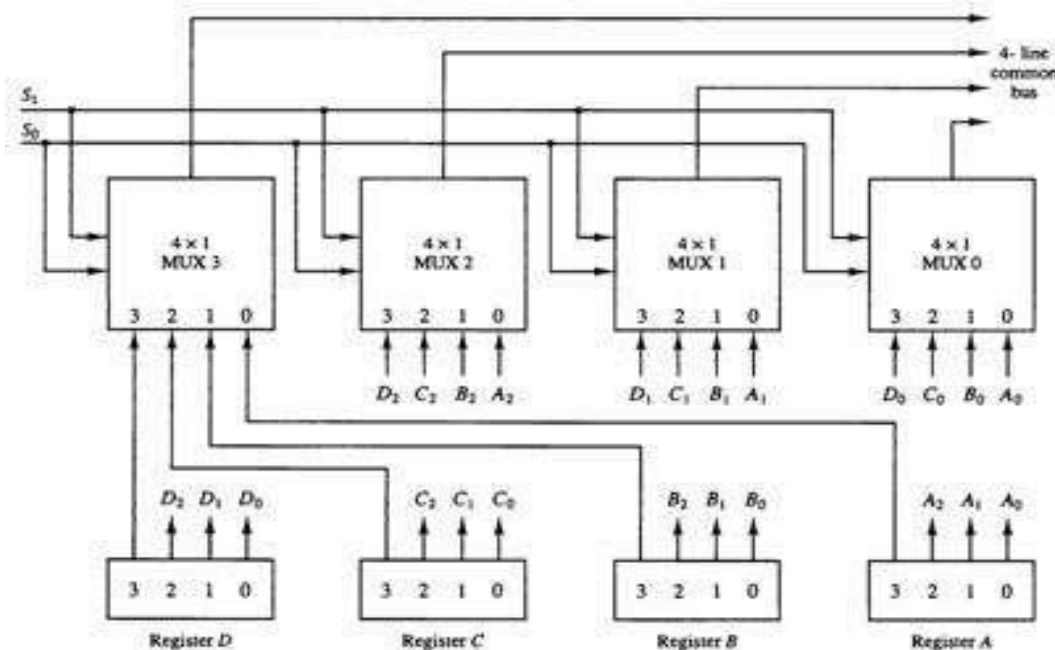 4- line
common
bus
S₁
S₀
4 × 1
MUX 3
4 × 1
MUX 2
4 × 1
MUX 1
4 × 1
MUX 0
3 2 1 0
3 2 1 0
3 2 1 0
3 2 1 0
D₂ C₂ B₂ A₂
D₁ C₁ B₁ A₁
D₀ C₀ B₀ A₀
D₂ D₁ D₀
C₂ C₁ C₀
B₂ B₁ B₀
A₂ A₁ A₀
3 2 1 0
3 2 1 0
3 2 1 0
3 2 1 0
Register D
Register C
Register B
Register A